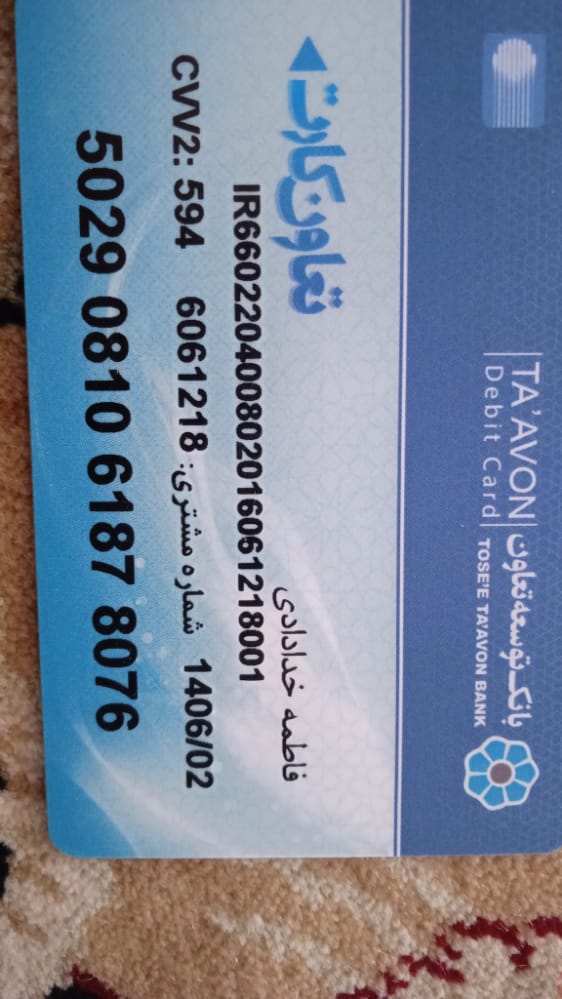 TA'AVON
Debit Card
بانک توسعه تعاون
TOSE'E TA'AVON BANK
تعاون کارت
فاطمه خدادادی
IR660220400802016061218001
CVV2: 594 شماره مشتری: 6061218 1406/02
5029 0810 6187 8076